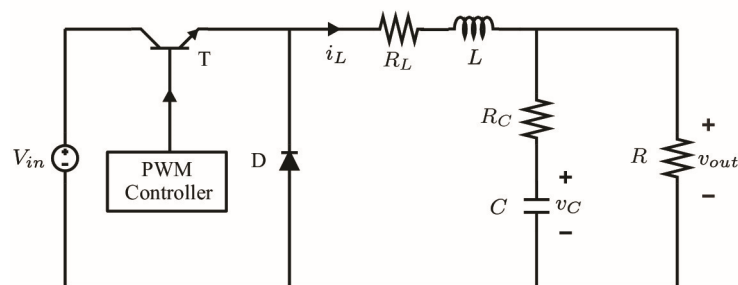 T
i_L
R_L
L
V_in
PWM
Controller
D
R_C
+
C
v_C
−
+
R
v_out
−